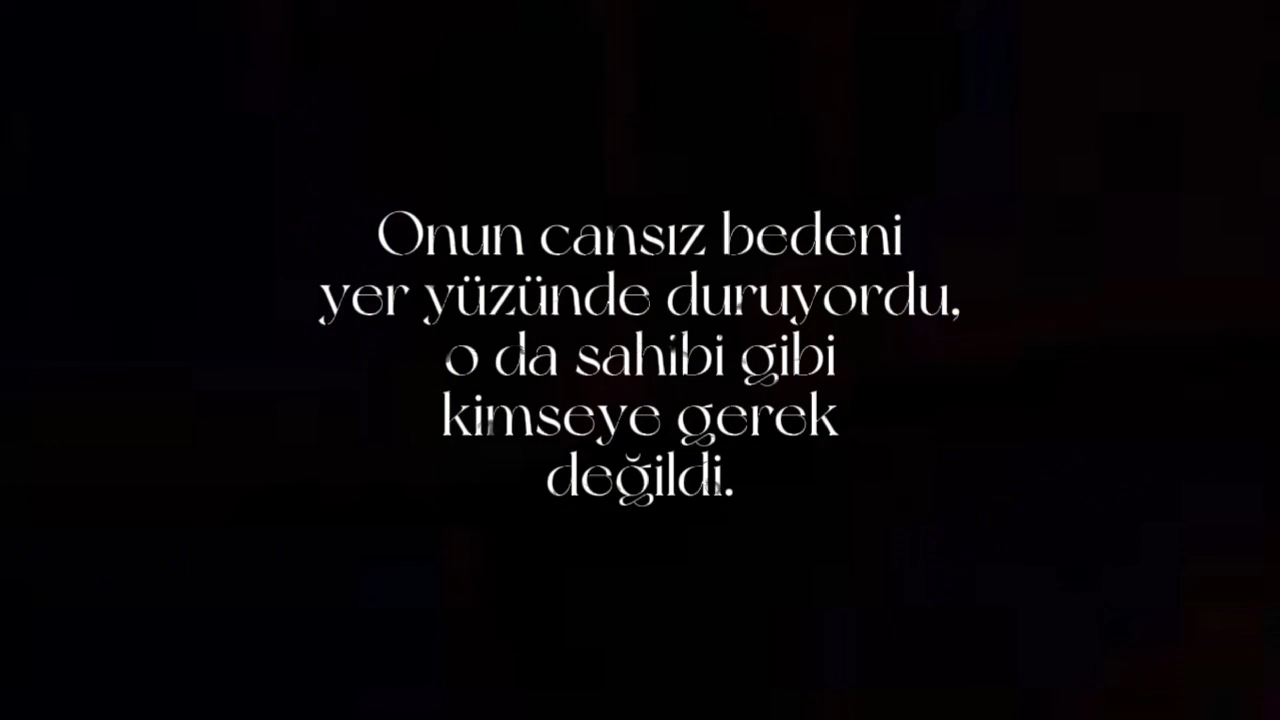 Onun cansız bedeni
yer yüzünde duruyordu,
o da sahibi gibi
kimseye gerek
değildi.